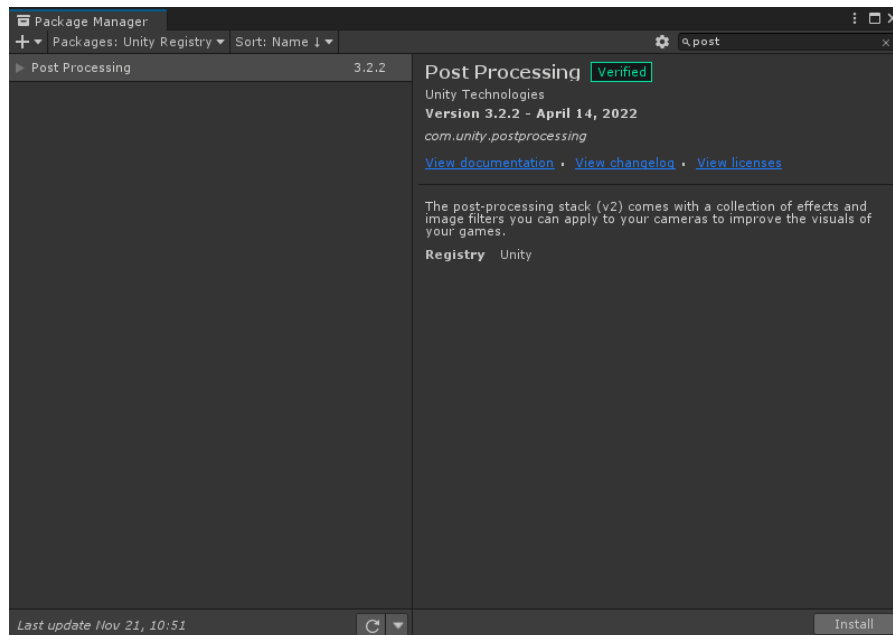 Package Manager
Packages: Unity Registry Sort: Name ↓ post
Post Processing 3.2.2
Post Processing Verified
Unity Technologies
Version 3.2.2 - April 14, 2022
com.unity.postprocessing
View documentation • View changelog • View licenses
The post-processing stack (v2) comes with a collection of effects and
image filters you can apply to your cameras to improve the visuals of
your games.
Registry Unity
Last update Nov 21, 10:51 Install